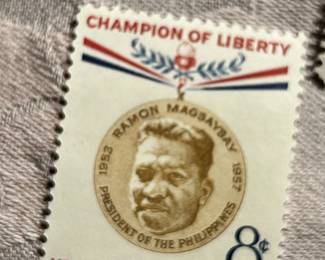 CHAMPION OF LIBERTY
RAMON MAGSAYSAY
1953
1957
PRESIDENT OF THE PHILIPPINES
8¢